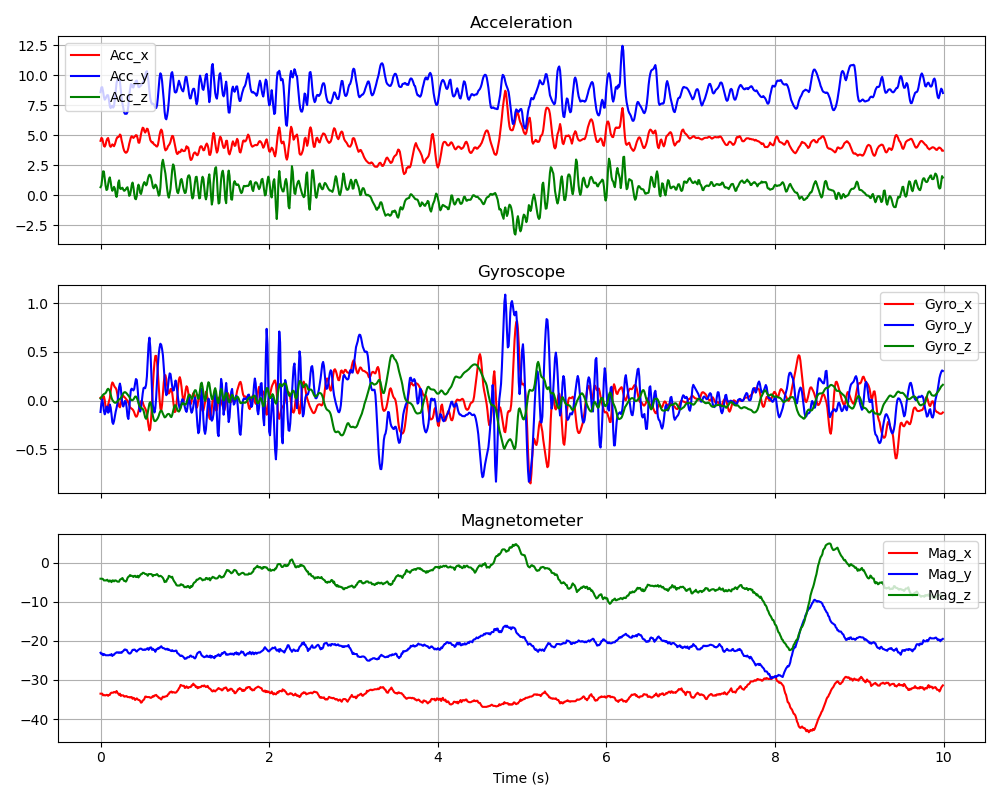 Acceleration
12.5
10.0
7.5
5.0
2.5
0.0
−2.5
Acc_x
Acc_y
Acc_z
Gyroscope
1.0
0.5
0.0
−0.5
Gyro_x
Gyro_y
Gyro_z
Magnetometer
0
−10
−20
−30
−40
Mag_x
Mag_y
Mag_z
0 2 4 6 8 10
Time (s)